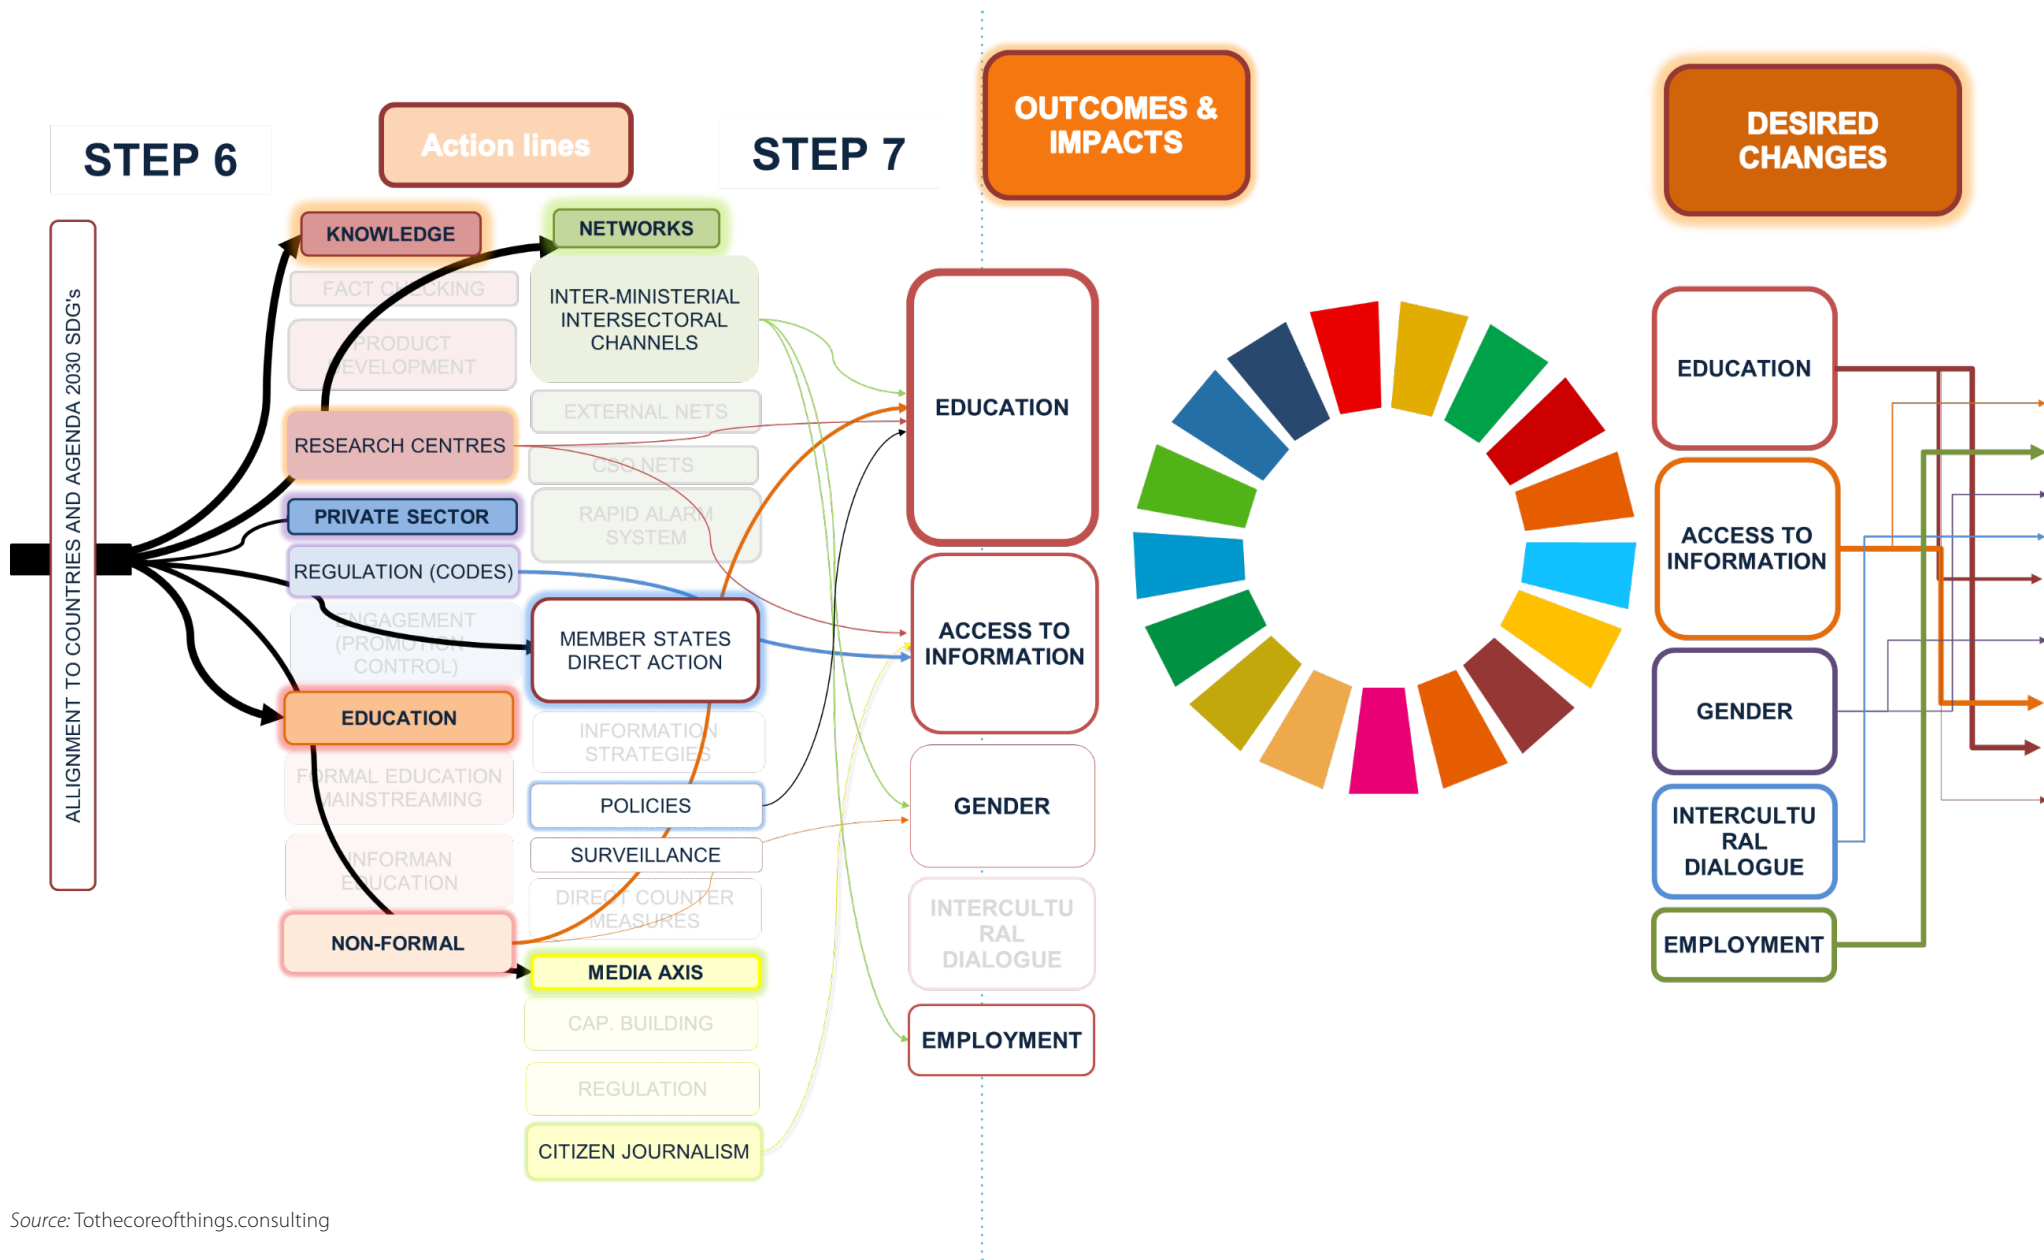 STEP 6
Action lines
STEP 7
OUTCOMES &
IMPACTS
DESIRED
CHANGES
ALLIGNMENT TO COUNTRIES AND AGENDA 2030 SDG's
KNOWLEDGE
FACT CHECKING
PRODUCT
DEVELOPMENT
RESEARCH CENTRES
PRIVATE SECTOR
REGULATION (CODES)
ENGAGEMENT
(PROMOTION
CONTROL)
EDUCATION
FORMAL EDUCATION
MAINSTREAMING
INFORMAN
EDUCATION
NON-FORMAL
NETWORKS
INTER-MINISTERIAL
INTERSECTORAL
CHANNELS
EXTERNAL NETS
CSO NETS
RAPID ALARM
SYSTEM
MEMBER STATES
DIRECT ACTION
INFORMATION
STRATEGIES
POLICIES
SURVEILLANCE
DIRECT COUNTER
MEASURES
MEDIA AXIS
CAP. BUILDING
REGULATION
CITIZEN JOURNALISM
EDUCATION
ACCESS TO
INFORMATION
GENDER
INTERCULTU
RAL
DIALOGUE
EMPLOYMENT
EDUCATION
ACCESS TO
INFORMATION
GENDER
INTERCULTU
RAL
DIALOGUE
EMPLOYMENT
Source: Tothecoreofthings.consulting